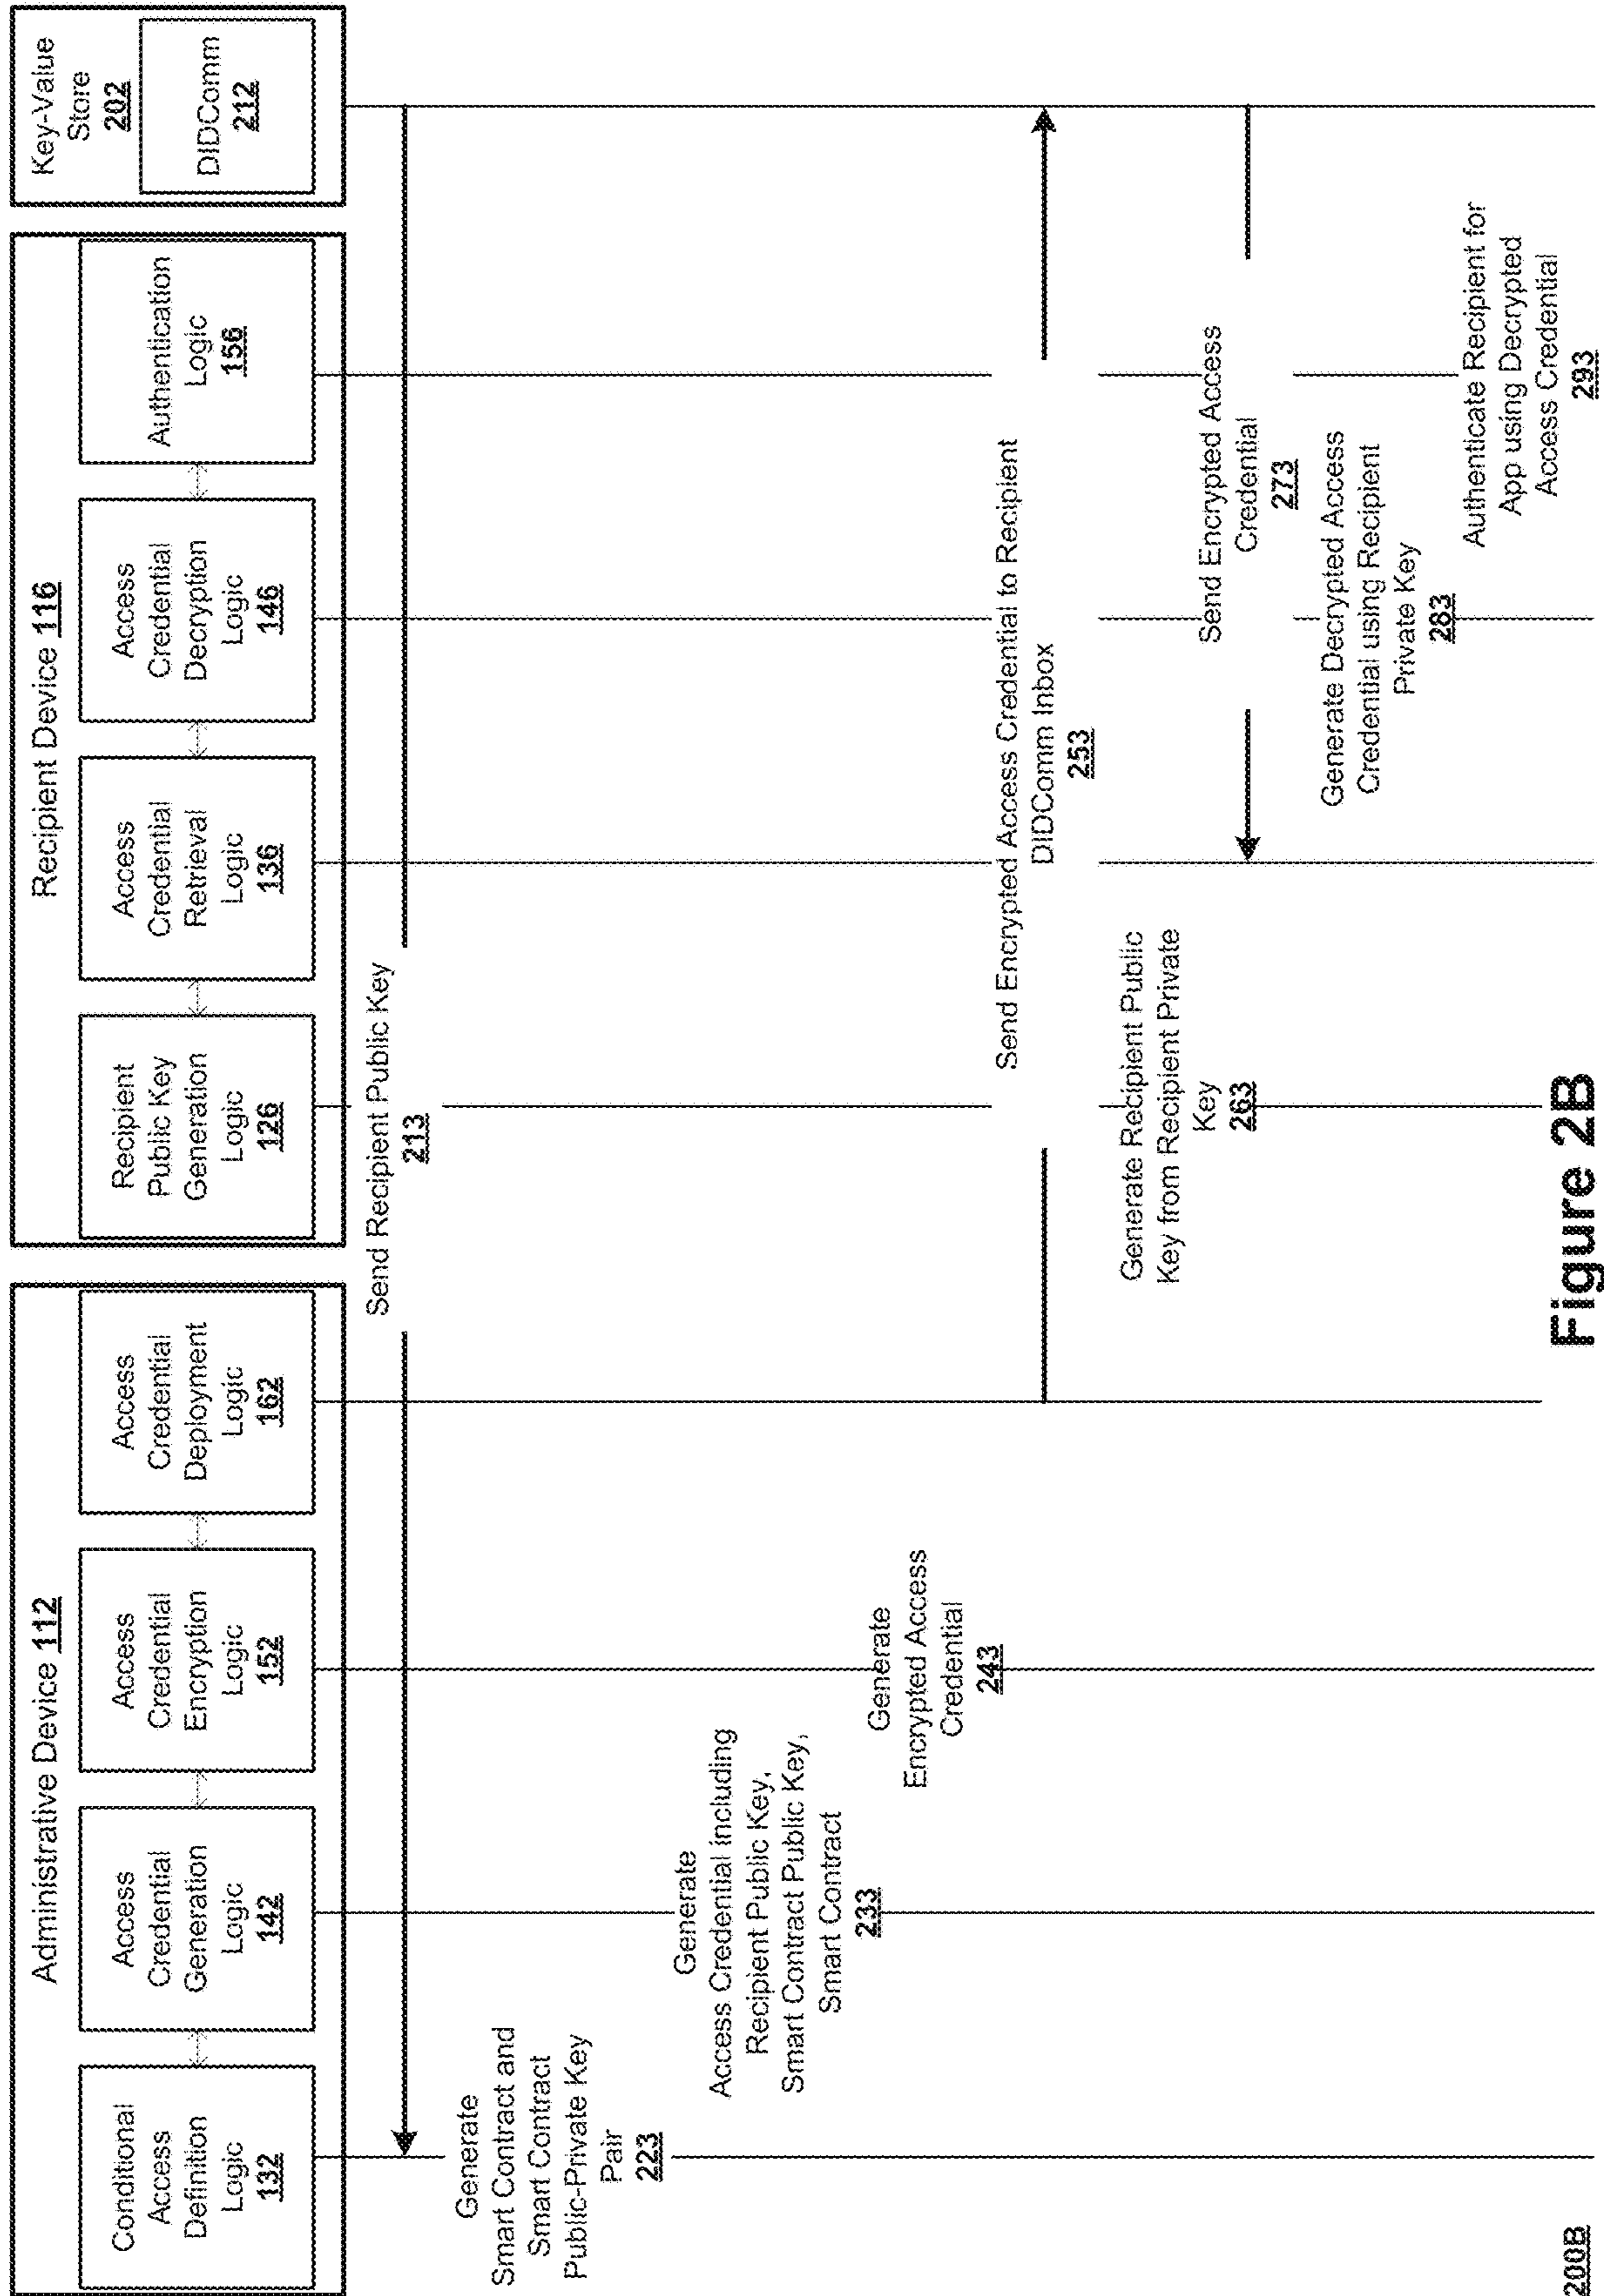 Administrative Device 112
Conditional
Access
Definition
Logic
132
Access
Credential
Generation
Logic
142
Access
Credential
Encryption
Logic
152
Access
Credential
Deployment
Logic
162
Recipient Device 116
Recipient
Public Key
Generation
Logic
126
Access
Credential
Retrieval
Logic
136
Access
Credential
Decryption
Logic
146
Authentication
Logic
156
Key-Value
Store
202
DIDComm
212
Send Recipient Public Key
213
Generate
Smart Contract and
Smart Contract
Public-Private Key
Pair
223
Generate
Access Credential including
Recipient Public Key,
Smart Contract Public Key,
Smart Contract
233
Generate
Encrypted Access
Credential
243
Send Encrypted Access Credential to Recipient
DIDComm Inbox
253
Generate Recipient Public
Key from Recipient Private
Key
263
Send Encrypted Access
Credential
273
Generate Decrypted Access
Credential using Recipient
Private Key
283
Authenticate Recipient for
App using Decrypted
Access Credential
293
200B
Figure 2B